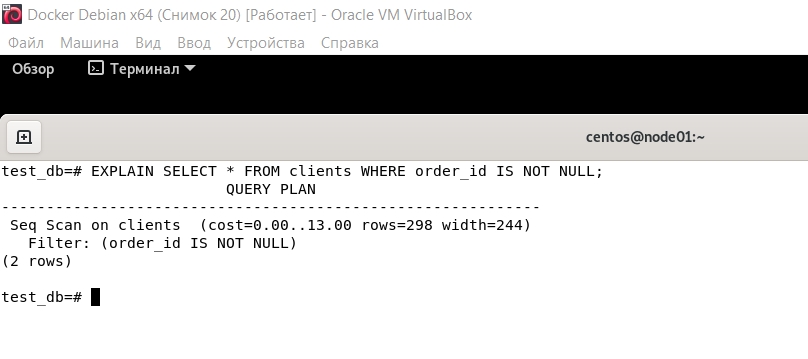 Docker Debian x64 (Снимок 20) [Работает] - Oracle VM VirtualBox
Файл Машина Вид Ввод Устройства Справка
Обзор Терминал
centos@node01:~
test_db=# EXPLAIN SELECT * FROM clients WHERE order_id IS NOT NULL;
QUERY PLAN
------------------------------------------------------------
Seq Scan on clients  (cost=0.00..13.00 rows=298 width=244)
Filter: (order_id IS NOT NULL)
(2 rows)
test_db=#